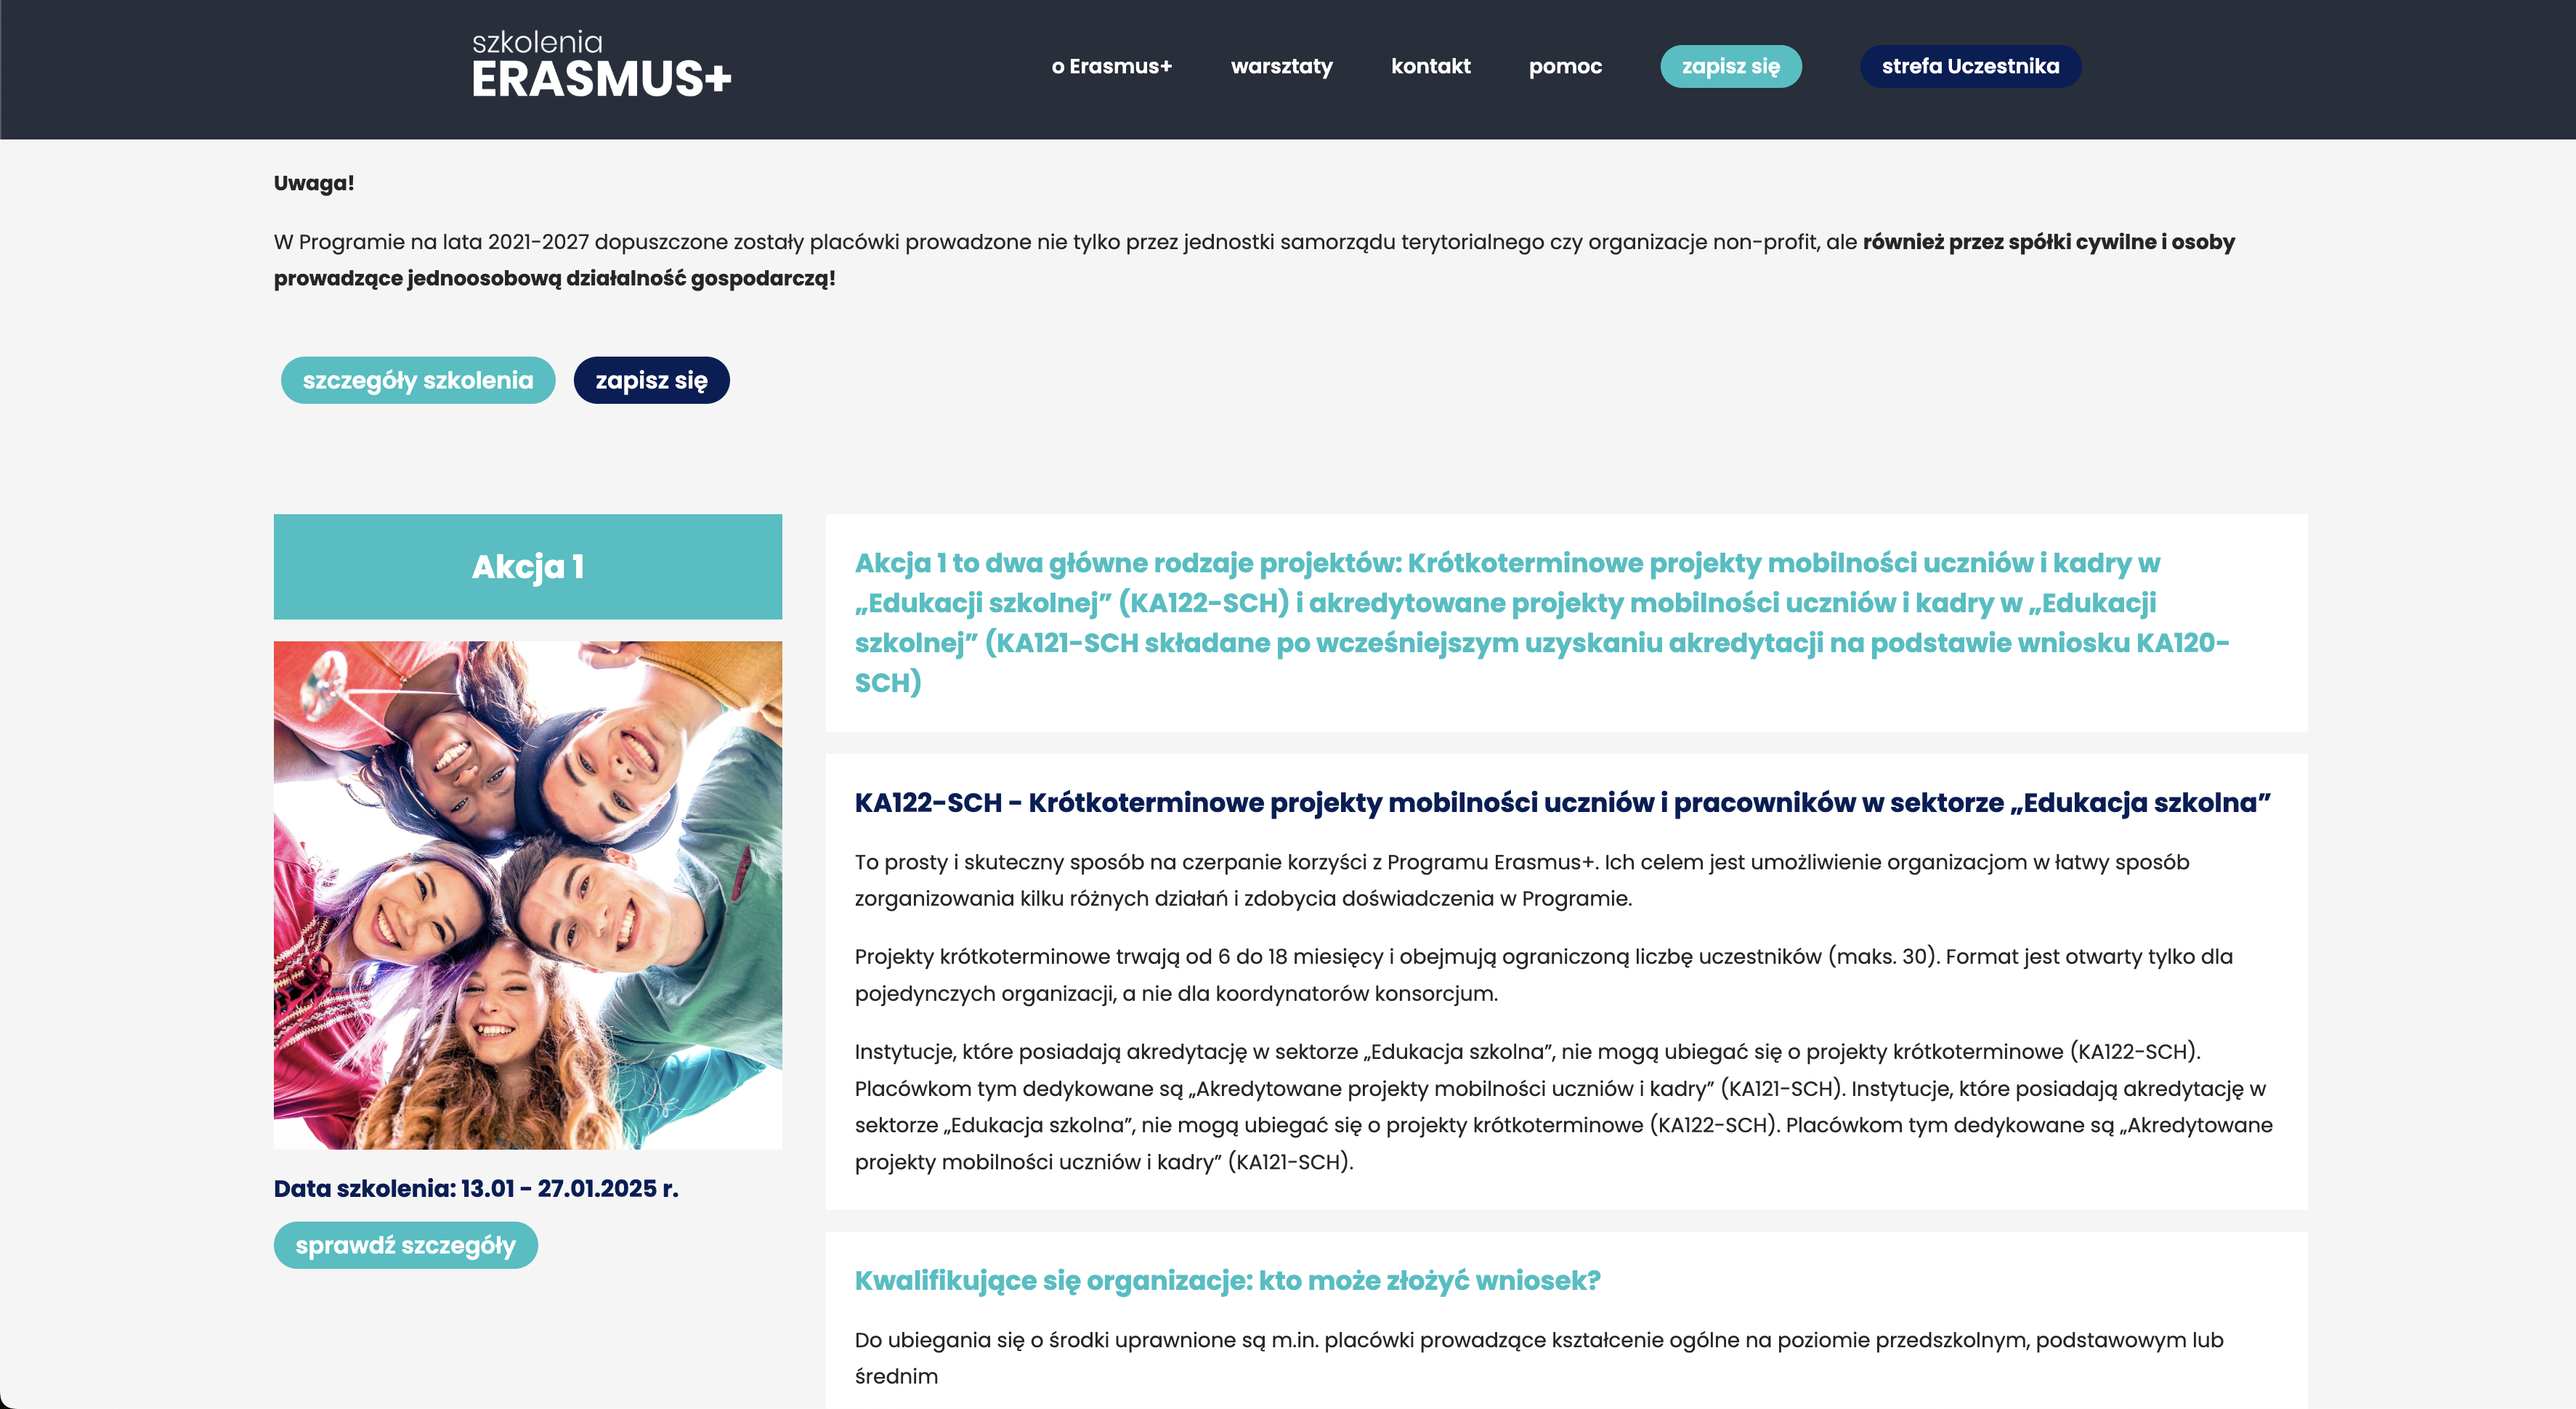 szkolenia
ERASMUS+
o Erasmus+
warsztaty
kontakt
pomoc
zapisz się
strefa Uczestnika
Uwaga!
W Programie na lata 2021-2027 dopuszczone zostały placówki prowadzone nie tylko przez jednostki samorządu terytorialnego czy organizacje non-profit, ale również przez spółki cywilne i osoby
prowadzące jednoosobową działalność gospodarczą!
szczegóły szkolenia
zapisz się
Akcja 1
Data szkolenia: 13.01 - 27.01.2025 r.
sprawdź szczegóły
Akcja 1 to dwa główne rodzaje projektów: Krótkoterminowe projekty mobilności uczniów i kadry w
„Edukacji szkolnej” (KA122-SCH) i akredytowane projekty mobilności uczniów i kadry w „Edukacji
szkolnej” (KA121-SCH składane po wcześniejszym uzyskaniu akredytacji na podstawie wniosku KA120-
SCH)
KA122-SCH - Krótkoterminowe projekty mobilności uczniów i pracowników w sektorze „Edukacja szkolna”
To prosty i skuteczny sposób na czerpanie korzyści z Programu Erasmus+. Ich celem jest umożliwienie organizacjom w łatwy sposób
zorganizowania kilku różnych działań i zdobycia doświadczenia w Programie.
Projekty krótkoterminowe trwają od 6 do 18 miesięcy i obejmują ograniczoną liczbę uczestników (maks. 30). Format jest otwarty tylko dla
pojedynczych organizacji, a nie dla koordynatorów konsorcjum.
Instytucje, które posiadają akredytację w sektorze „Edukacja szkolna”, nie mogą ubiegać się o projekty krótkoterminowe (KA122-SCH).
Placówkom tym dedykowane są „Akredytowane projekty mobilności uczniów i kadry” (KA121-SCH). Instytucje, które posiadają akredytację w
sektorze „Edukacja szkolna”, nie mogą ubiegać się o projekty krótkoterminowe (KA122-SCH). Placówkom tym dedykowane są „Akredytowane
projekty mobilności uczniów i kadry” (KA121-SCH).
Kwalifikujące się organizacje: kto może złożyć wniosek?
Do ubiegania się o środki uprawnione są m.in. placówki prowadzące kształcenie ogólne na poziomie przedszkolnym, podstawowym lub
średnim